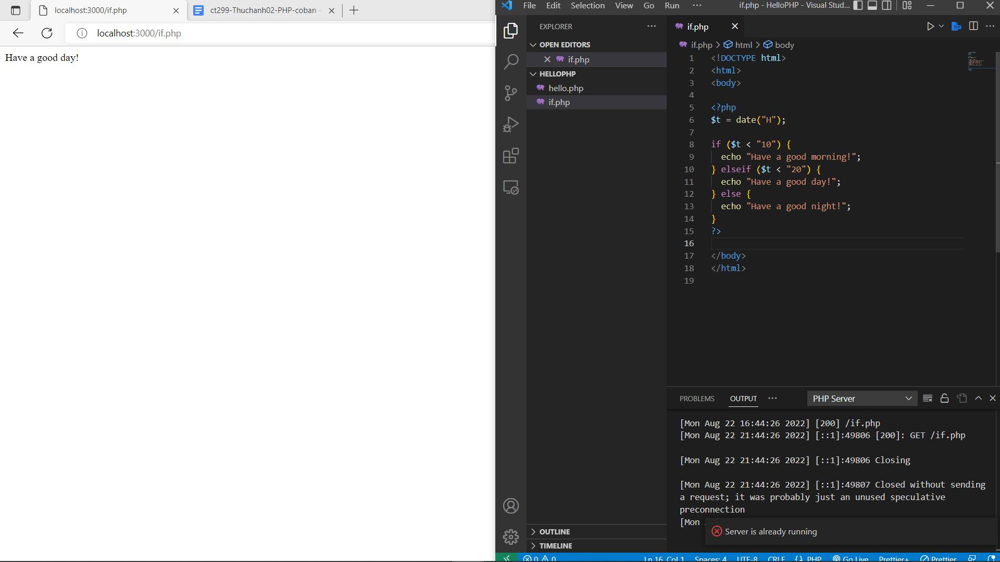 localhost:3000/if.php
ct299-Thuchanh02-PHP-coban -
localhost:3000/if.php
Have a good day!
File Edit Selection View Go Run ···
if.php - HelloPHP - Visual Stud...
EXPLORER
OPEN EDITORS
if.php
HELLOPHP
hello.php
if.php
OUTLINE
TIMELINE
if.php
if.php > html > body
1 <!DOCTYPE html>
2 <html>
3 <body>
4
5 <?php
6 $t = date("H");
7
8 if ($t < "10") {
9 echo "Have a good morning!";
10 } elseif ($t < "20") {
11 echo "Have a good day!";
12 } else {
13 echo "Have a good night!";
14 }
15 ?>
16
17 </body>
18 </html>
19
PROBLEMS OUTPUT ··· PHP Server
[Mon Aug 22 16:44:26 2022] [200] /if.php
[Mon Aug 22 21:44:26 2022] [::1]:49806 [200]: GET /if.php
[Mon Aug 22 21:44:26 2022] [::1]:49806 Closing
[Mon Aug 22 21:44:26 2022] [::1]:49807 Closed without sending
a request; it was probably just an unused speculative
preconnection
[Mon
Server is already running
0 0 Ln 16, Col 1 Spaces: 4 UTF-8 CRLF {} PHP Go Live Prettier+ Prettier